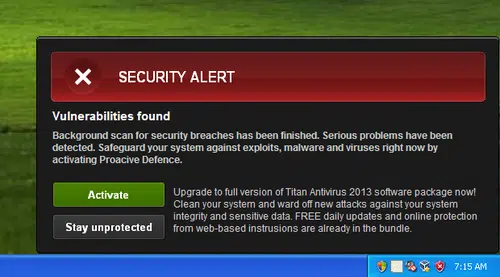 SECURITY ALERT
Vulnerabilities found
Background scan for security breaches has been finished. Serious problems have been
detected. Safeguard your system against exploits, malware and viruses right now by
activating Proacive Defence.
Activate
Stay unprotected
Upgrade to full version of Titan Antivirus 2013 software package now!
Clean your system and ward off new attacks against your system
integrity and sensitive data. FREE daily updates and online protection
from web-based instrusions are already in the bundle.
7:15 AM